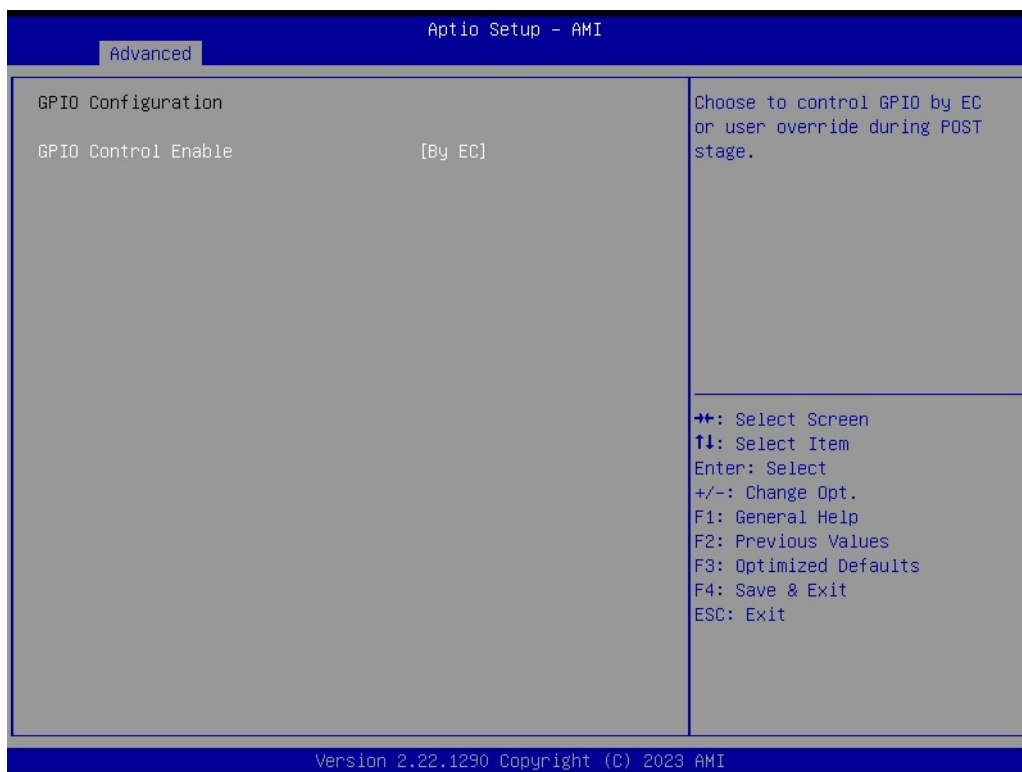 Aptio Setup – AMI
Advanced
GPIO Configuration
GPIO Control Enable [By EC]
Choose to control GPIO by EC
or user override during POST
stage.
→←: Select Screen
↑↓: Select Item
Enter: Select
+/-: Change Opt.
F1: General Help
F2: Previous Values
F3: Optimized Defaults
F4: Save & Exit
ESC: Exit
Version 2.22.1290 Copyright (C) 2023 AMI